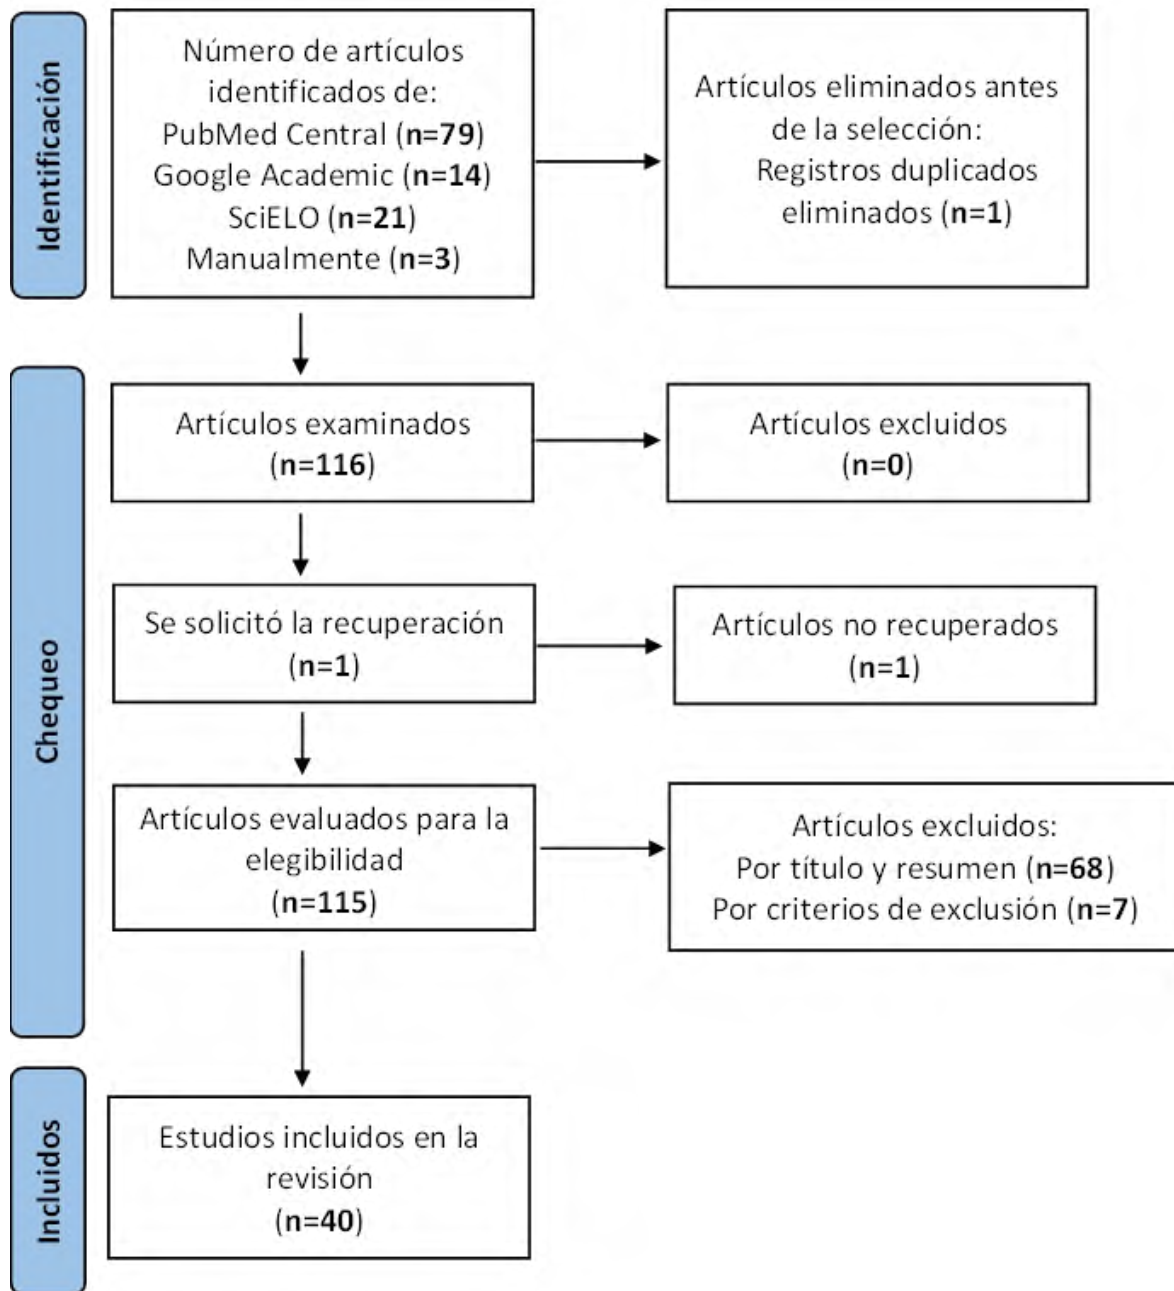 Identificación
Número de artículos
identificados de:
PubMed Central (n=79)
Google Academic (n=14)
SciELO (n=21)
Manualmente (n=3)
Artículos eliminados antes
de la selección:
Registros duplicados
eliminados (n=1)
Chequeo
Artículos examinados
(n=116)
Artículos excluidos
(n=0)
Se solicitó la recuperación
(n=1)
Artículos no recuperados
(n=1)
Artículos evaluados para la
elegibilidad
(n=115)
Artículos excluidos:
Por título y resumen (n=68)
Por criterios de exclusión (n=7)
Incluidos
Estudios incluidos en la
revisión
(n=40)